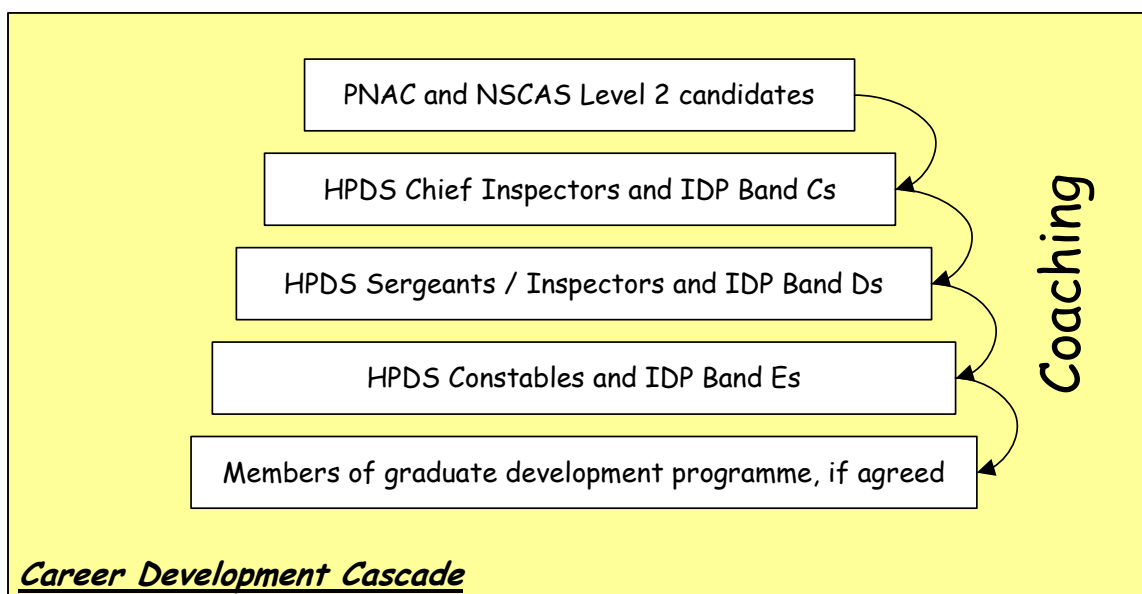 PNAC and NSCAS Level 2 candidates
HPDS Chief Inspectors and IDP Band Cs
HPDS Sergeants / Inspectors and IDP Band Ds
HPDS Constables and IDP Band Es
Members of graduate development programme, if agreed
Coaching
Career Development Cascade